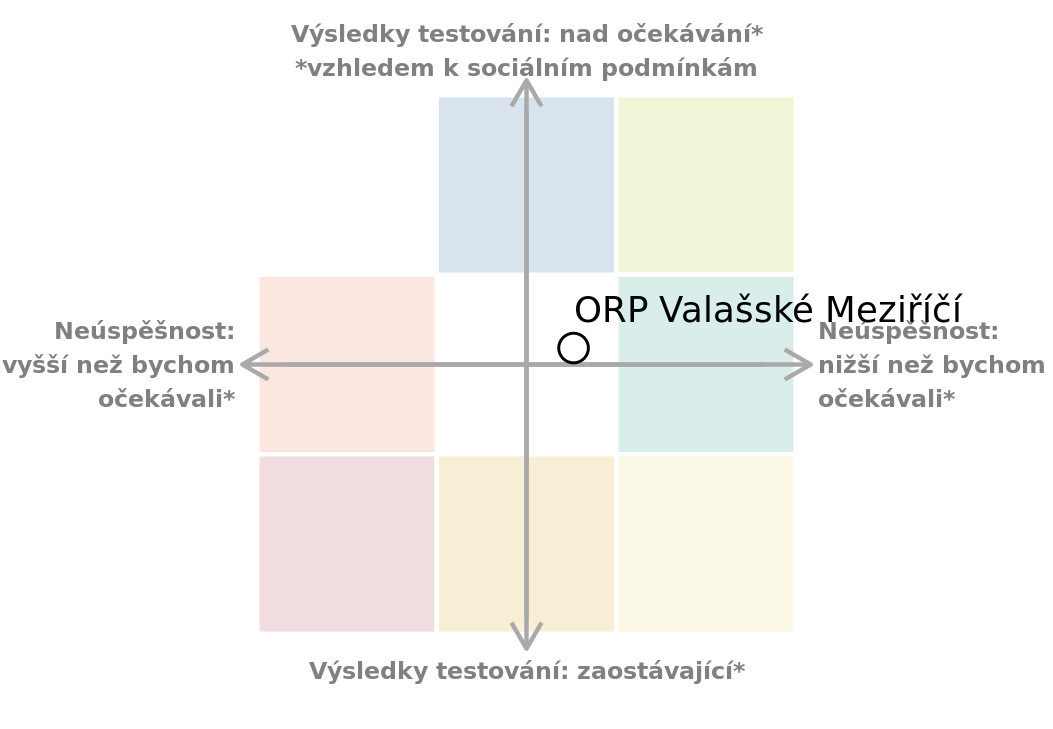 Výsledky testování: nad očekávání*
*vzhledem k sociálním podmínkám
ORP Valašské Meziříčí
Neúspěšnost:
vyšší než bychom
očekávali*
Neúspěšnost:
nižší než bychom
očekávali*
Výsledky testování: zaostávající*